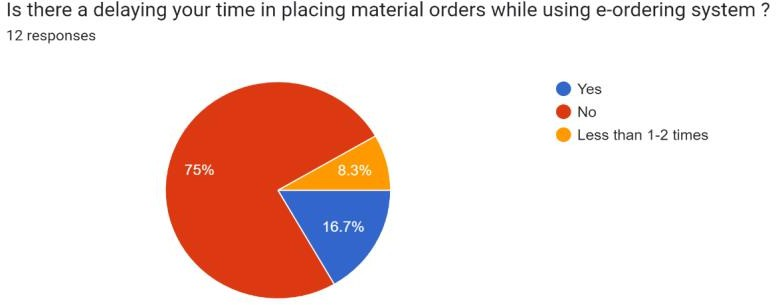 Is there a delaying your time in placing material orders while using e-ordering system ?
12 responses
Yes
No
Less than 1-2 times
75%
8.3%
16.7%